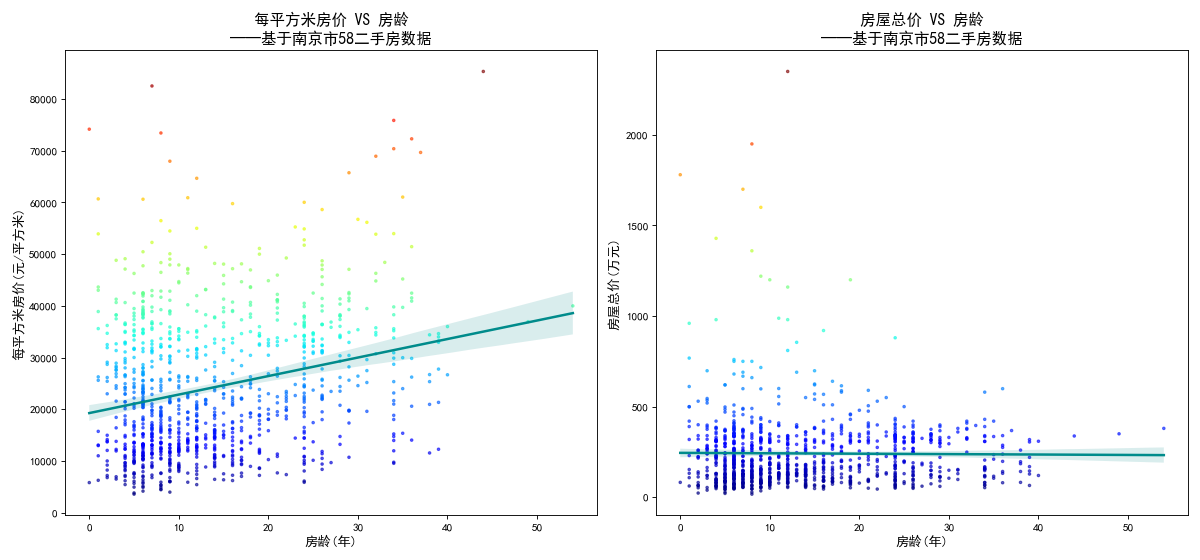 每平方米房价 VS 房龄
——基于南京市58二手房数据
80000
70000
60000
50000
40000
30000
20000
10000
0
每平方米房价(元/平方米)
0 10 20 30 40 50
房龄(年)
房屋总价 VS 房龄
——基于南京市58二手房数据
2000
1500
1000
500
0
房屋总价(万元)
0 10 20 30 40 50
房龄(年)